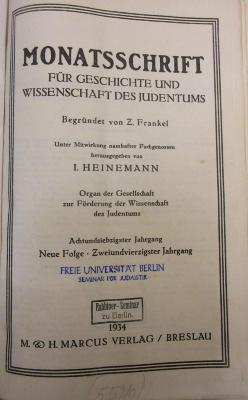 MONATSSCHRIFT
FÜR GESCHICHTE UND
WISSENSCHAFT DES JUDENTUMS
Begründet von Z. Frankel
Unter Mitwirkung namhafter Fachgenossen
herausgegeben von
I. HEINEMANN
Organ der Gesellschaft
zur Förderung der Wissenschaft
des Judentums
Achtundsiebzigster Jahrgang
Neue Folge · Zweiundvierzigster Jahrgang
FREIE UNIVERSITÄT BERLIN
SEMINAR FÜR JUDAISTIK
Rabbiner-Seminar
zu Berlin.
1934
M. & H. MARCUS VERLAG / BRESLAU